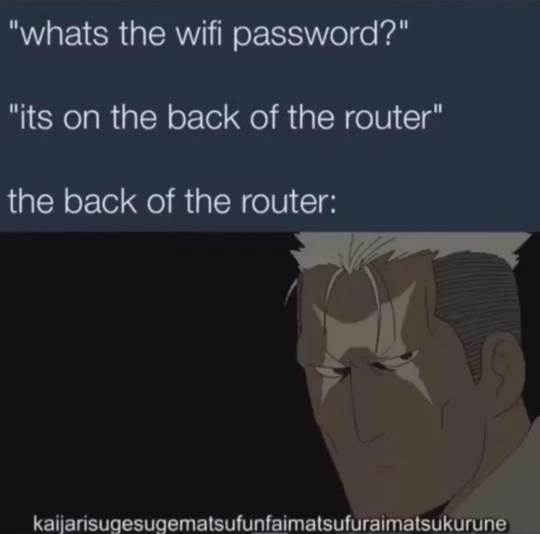 "whats the wifi password?"
"its on the back of the router"
the back of the router:
kaijarisugesugematsufunfaimatsufuraimatsukurune